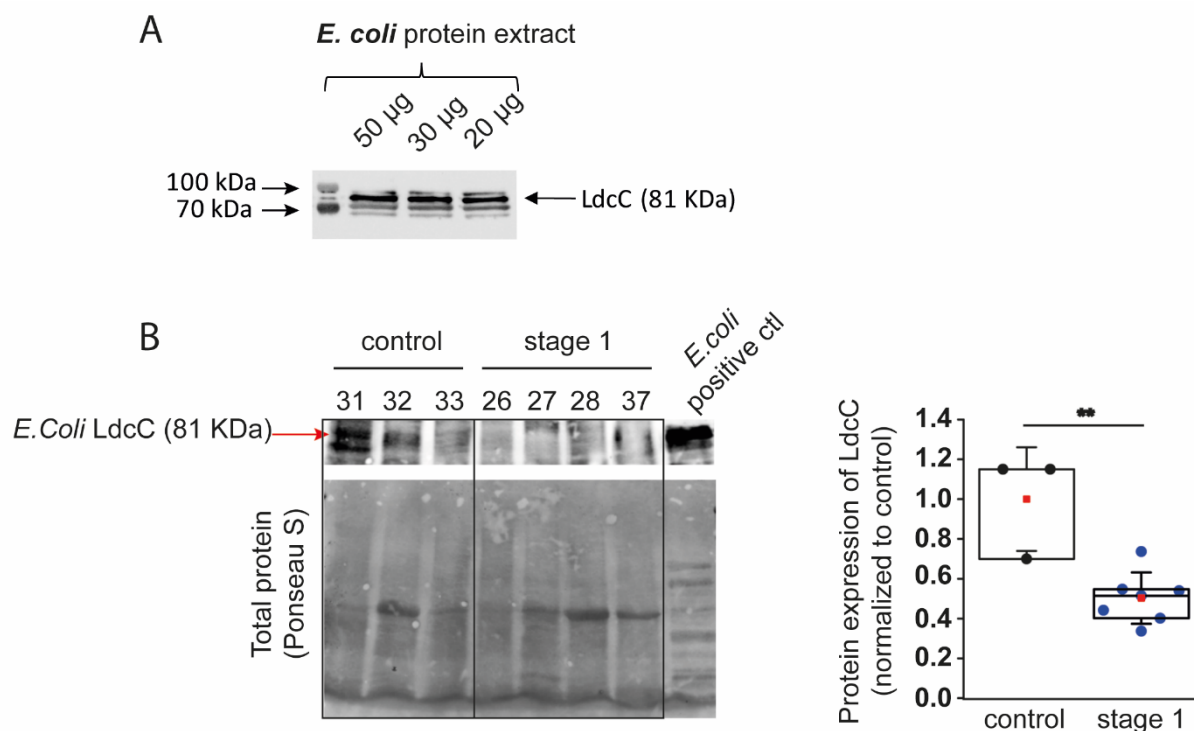 A
E. coli protein extract
50 µg
30 µg
20 µg
100 kDa
70 kDa
LdcC (81 KDa)
B
control
stage 1
E.coli
positive ctl
31 32 33 26 27 28 37
E.Coli LdcC (81 KDa)
Total protein
(Ponseau S)
Protein expression of LdcC
(normalized to control)
**
1.4
1.2
1.0
0.8
0.6
0.4
0.2
0.0
control
stage 1